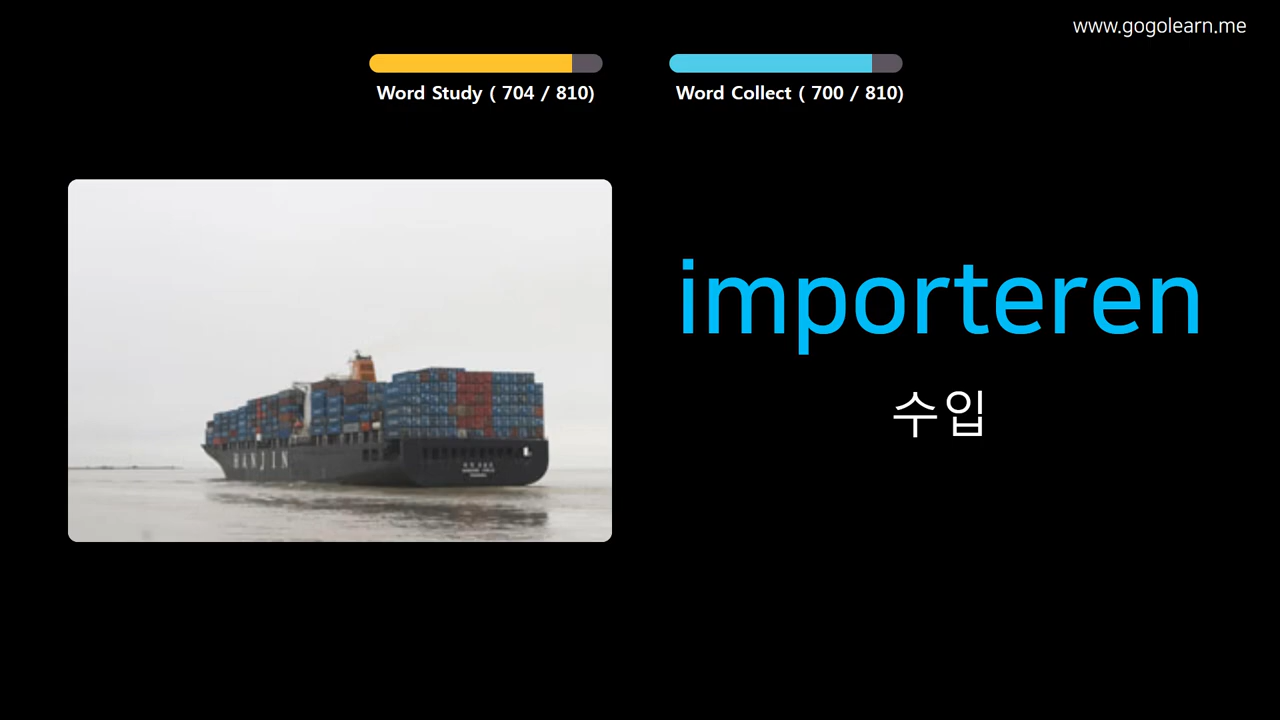 www.gogolearn.me
Word Study ( 704 / 810)
Word Collect ( 700 / 810)
importeren
수입
HANJIN